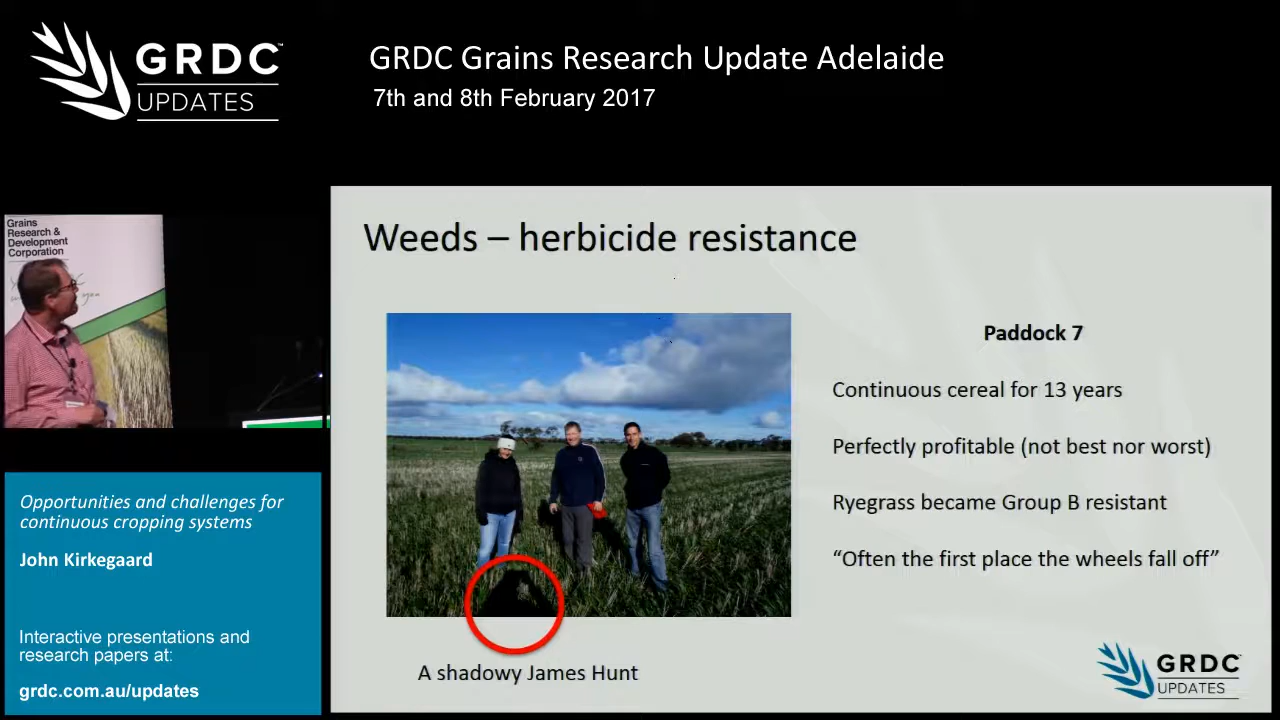 GRDC™
UPDATES
GRDC Grains Research Update Adelaide
7th and 8th February 2017
Grains
Research &
Development
Corporation
Opportunities and challenges for
continuous cropping systems
John Kirkegaard
Interactive presentations and
research papers at:
grdc.com.au/updates
Weeds – herbicide resistance
A shadowy James Hunt
Paddock 7
Continuous cereal for 13 years
Perfectly profitable (not best nor worst)
Ryegrass became Group B resistant
“Often the first place the wheels fall off”
GRDC™
UPDATES